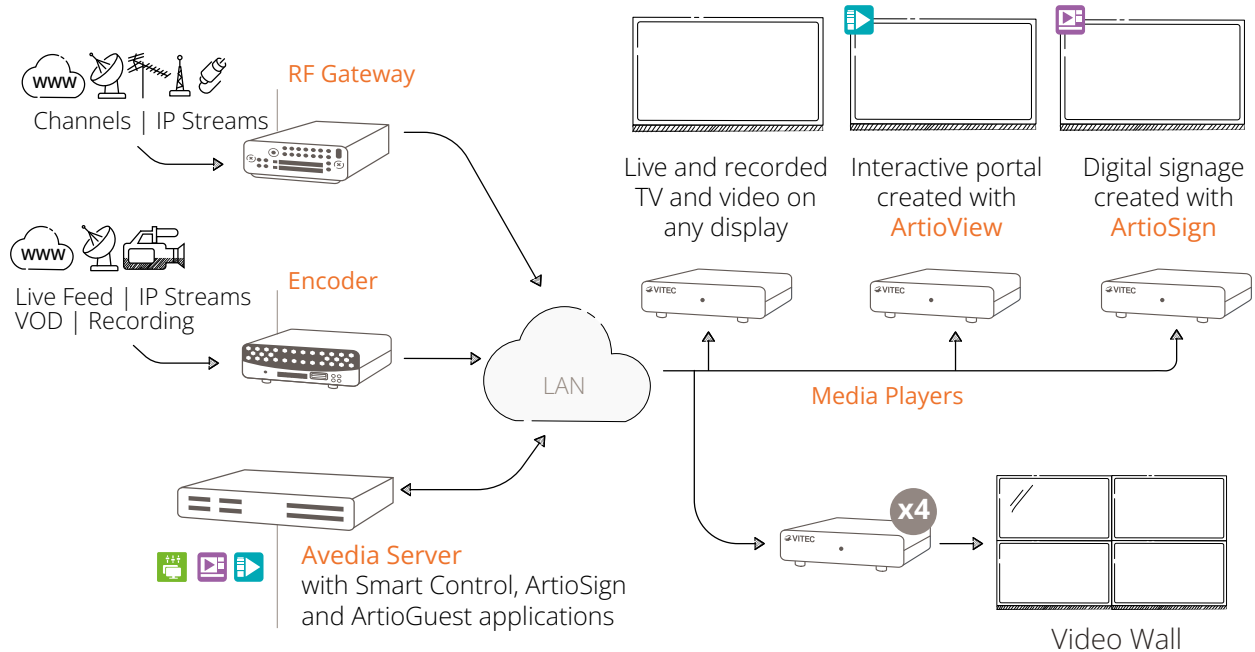 www
Channels | IP Streams
RF Gateway
www
Live Feed | IP Streams
VOD | Recording
Encoder
Avedia Server
with Smart Control, ArtioSign
and ArtioGuest applications
LAN
Live and recorded
TV and video on
any display
Interactive portal
created with
ArtioView
Digital signage
created with
ArtioSign
VITEC
VITEC
VITEC
Media Players
x4
VITEC
Video Wall